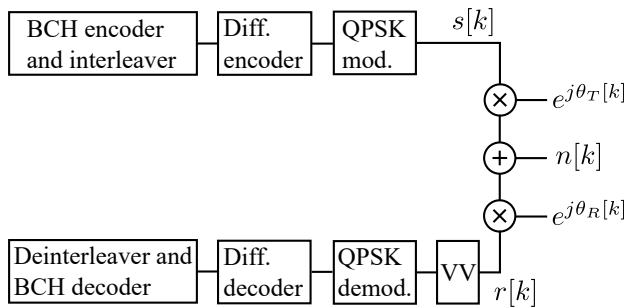 BCH encoder
and interleaver
Diff.
encoder
QPSK
mod.
s[k]
×
e^{jθ_T[k]}
+
n[k]
×
e^{jθ_R[k]}
Deinterleaver and
BCH decoder
Diff.
decoder
QPSK
demod.
VV
r[k]